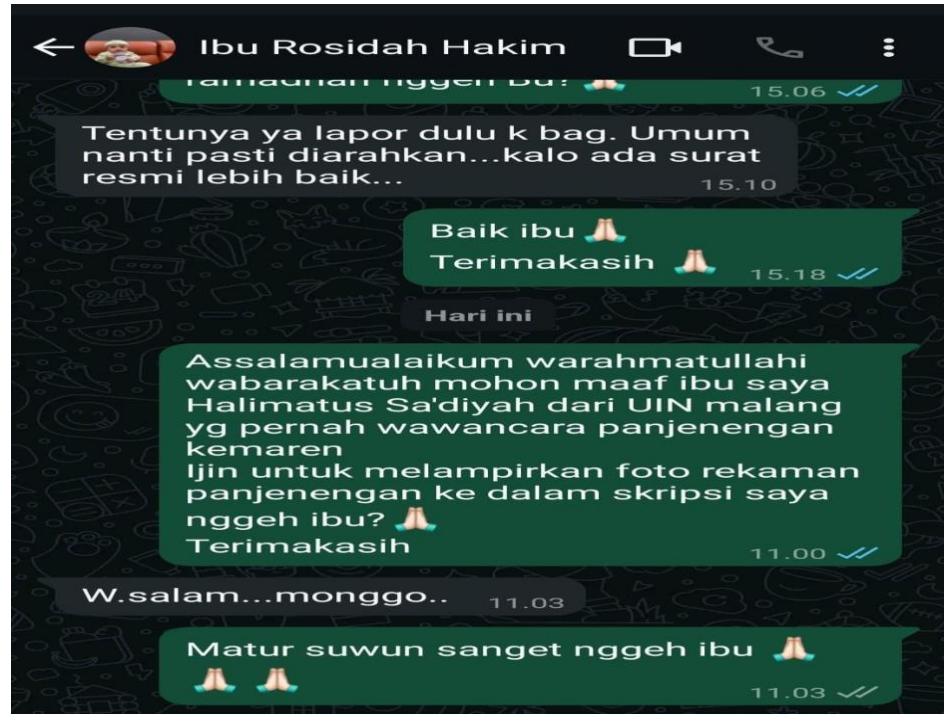 Ibu Rosidah Hakim
Ramadhan nggeh Bu? 🙏🏻
15.06
Tentunya ya lapor dulu k bag. Umum
nanti pasti diarahkan...kalo ada surat
resmi lebih baik...
15.10
Baik ibu 🙏🏻
Terimakasih 🙏🏻
15.18
Hari ini
Assalamualaikum warahmatullahi
wabarakatuh mohon maaf ibu saya
Halimatus Sa'diyah dari UIN malang
yg pernah wawancara panjenengan
kemaren
Ijin untuk melampirkan foto rekaman
panjenengan ke dalam skripsi saya
nggeh ibu? 🙏🏻
Terimakasih
11.00
W.salam...monggo..
11.03
Matur suwun sanget nggeh ibu 🙏🏻
🙏🏻 🙏🏻
11.03